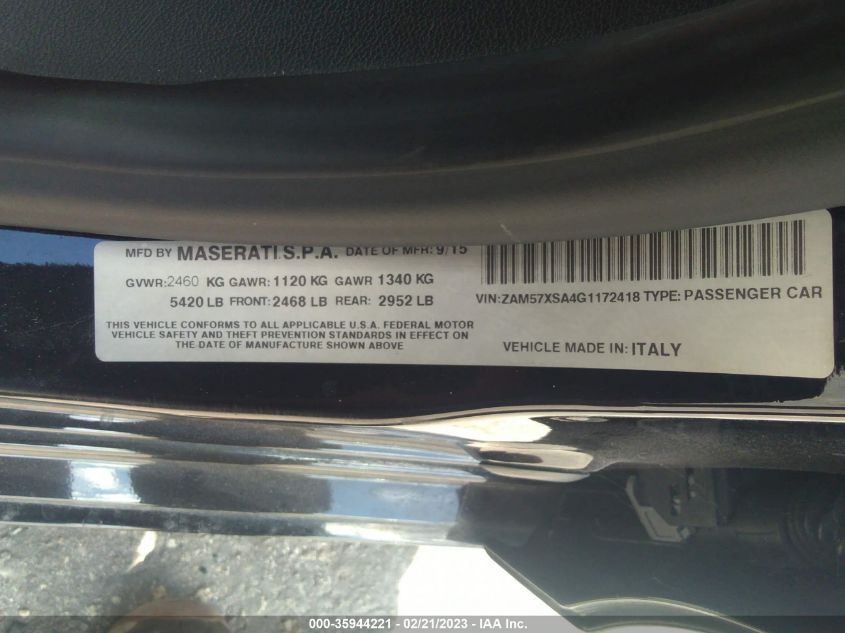 MFD BY MASERATI S.P.A. DATE OF MFR: 9/15
GVWR: 2460 KG GAWR: 1120 KG GAWR 1340 KG
5420 LB FRONT: 2468 LB REAR: 2952 LB
THIS VEHICLE CONFORMS TO ALL APPLICABLE U.S.A. FEDERAL MOTOR
VEHICLE SAFETY AND THEFT PREVENTION STANDARDS IN EFFECT ON
THE DATE OF MANUFACTURE SHOWN ABOVE
VIN: ZAM57XSA4G1172418 TYPE: PASSENGER CAR
VEHICLE MADE IN: ITALY
000-35944221 - 02/21/2023 - IAA Inc.